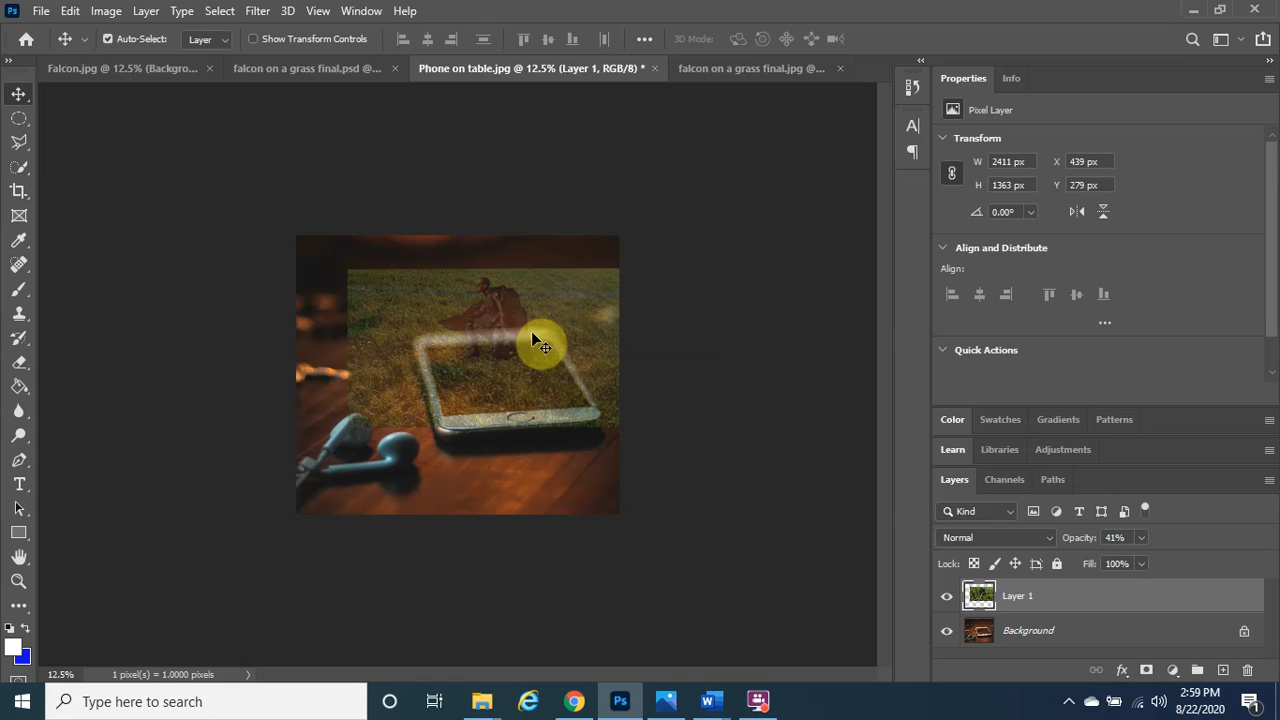 Ps File Edit Image Layer Type Select Filter 3D View Window Help
Auto-Select: Layer Show Transform Controls 3D Mode:
Falcon.jpg @ 12.5% (Backgro... × falcon on a grass final.psd @... × Phone on table.jpg @ 12.5% (Layer 1, RGB/8) * × falcon on a grass final.jpg @... ×
Properties Info
Pixel Layer
Transform
W 2411 px X 439 px
H 1363 px Y 279 px
0.00°
Align and Distribute
Align:
Quick Actions
Color Swatches Gradients Patterns
Learn Libraries Adjustments
Layers Channels Paths
Kind
Normal Opacity: 41%
Lock: Fill: 100%
Layer 1
Background
12.5% 1 pixel(s) = 1.0000 pixels
Type here to search
Ps
2:59 PM
8/22/2020
1